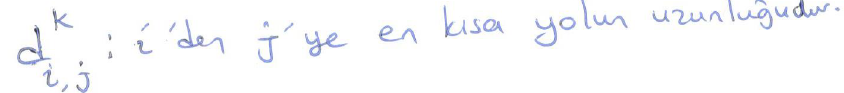 d^k_{i,j} : i'den j'ye en kısa yolun uzunluğudur.